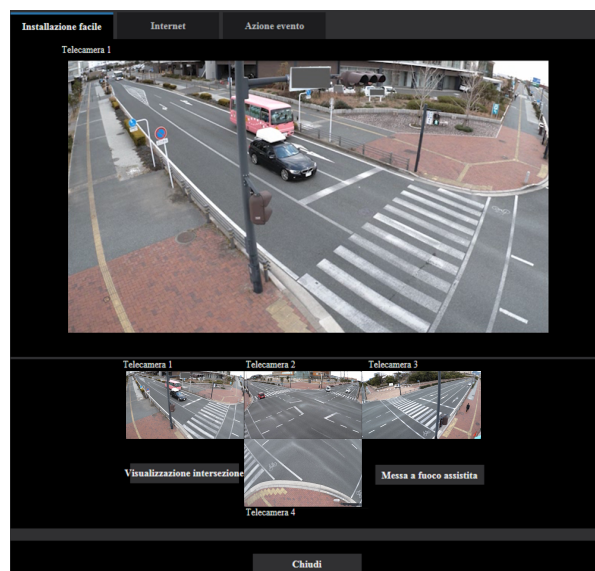 Installazione facile Internet Azione evento
Telecamera 1
Telecamera 1 Telecamera 2 Telecamera 3
Visualizzazione intersezione Messa a fuoco assistita
Telecamera 4
Chiudi